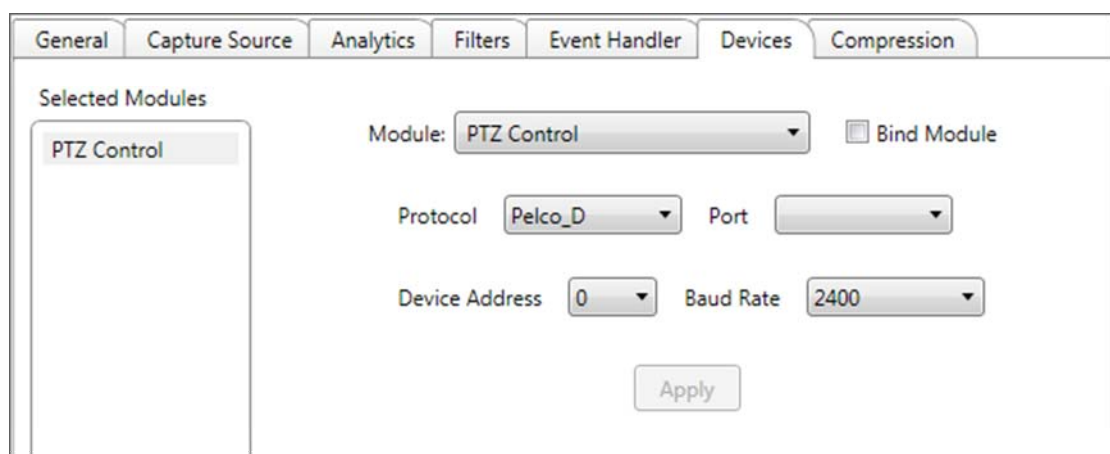 General Capture Source Analytics Filters Event Handler Devices Compression
Selected Modules
PTZ Control
Module: PTZ Control Bind Module
Protocol Pelco_D Port
Device Address 0 Baud Rate 2400
Apply